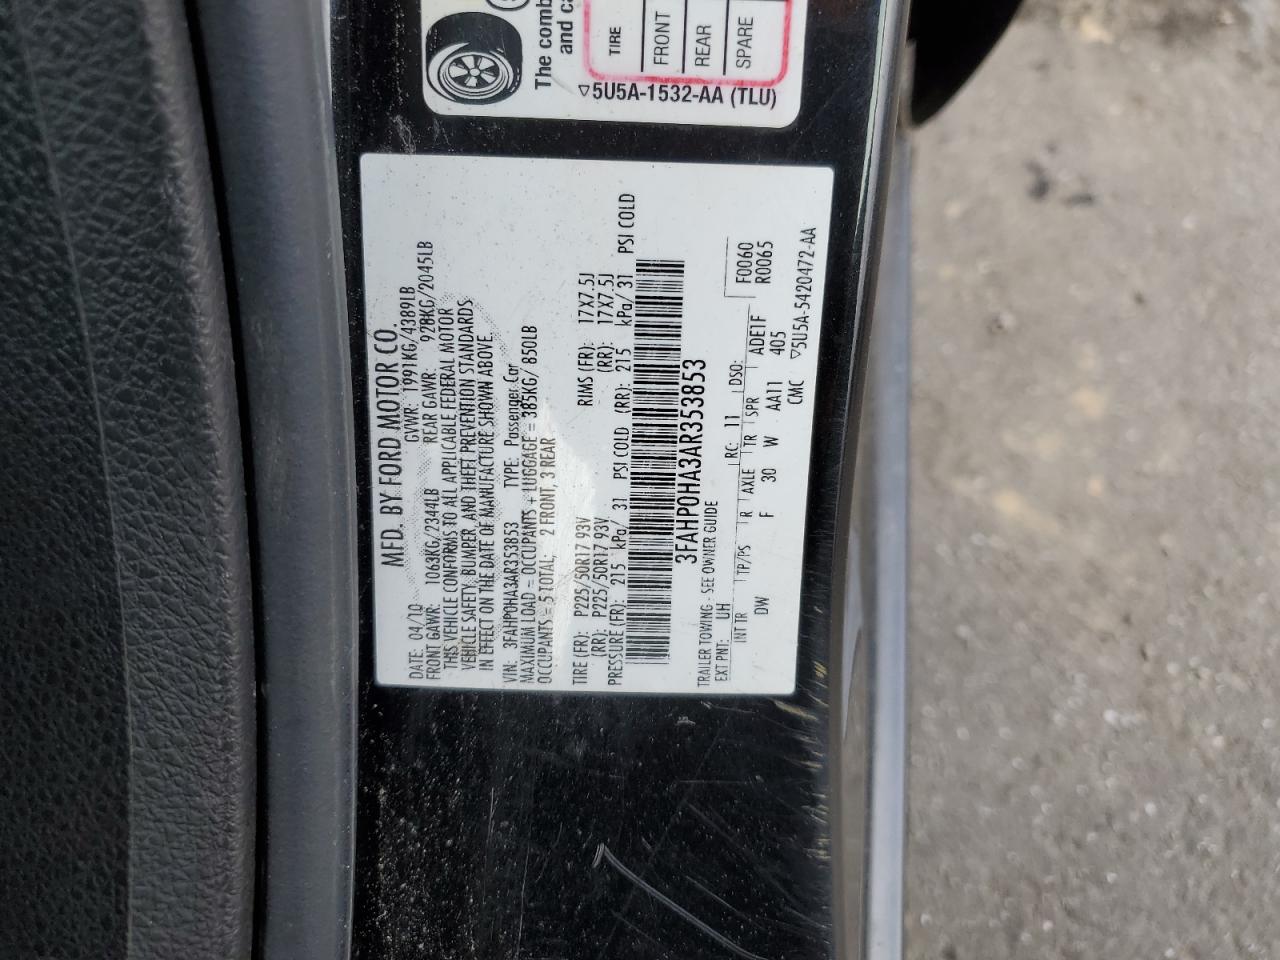 The comb
and ca
TIRE
FRONT
REAR
SPARE
▽5U5A-1532-AA (TLU)
MFD. BY FORD MOTOR CO.
DATE: 04/10 GVWR: 1991KG/4389LB
FRONT GAWR: 1063KG/2344LB REAR GAWR: 928KG/2045LB
THIS VEHICLE CONFORMS TO ALL APPLICABLE FEDERAL MOTOR
VEHICLE SAFETY, BUMPER, AND THEFT PREVENTION STANDARDS
IN EFFECT ON THE DATE OF MANUFACTURE SHOWN ABOVE.
VIN: 3FAHP0HA3AR353853 TYPE: Passenger Car
MAXIMUM LOAD = OCCUPANTS + LUGGAGE = 385KG/ 850LB
OCCUPANTS = 5 TOTAL; 2 FRONT, 3 REAR
TIRE (FR): P225/50R17 93V RIMS (FR): 17X7.5J
(RR): P225/50R17 93V (RR): 17X7.5J
PRESSURE (FR): 215 kPa/ 31 PSI COLD (RR): 215 kPa/ 31 PSI COLD
3FAHP0HA3AR353853
TRAILER TOWING - SEE OWNER GUIDE
EXT PNT: UH RC: 11 DSO: F0060
R0065
INT TR TP/PS R AXLE TR SPR ADE1F
DW F 30 W AA11 405
CMC ▽5U5A-5420472-AA